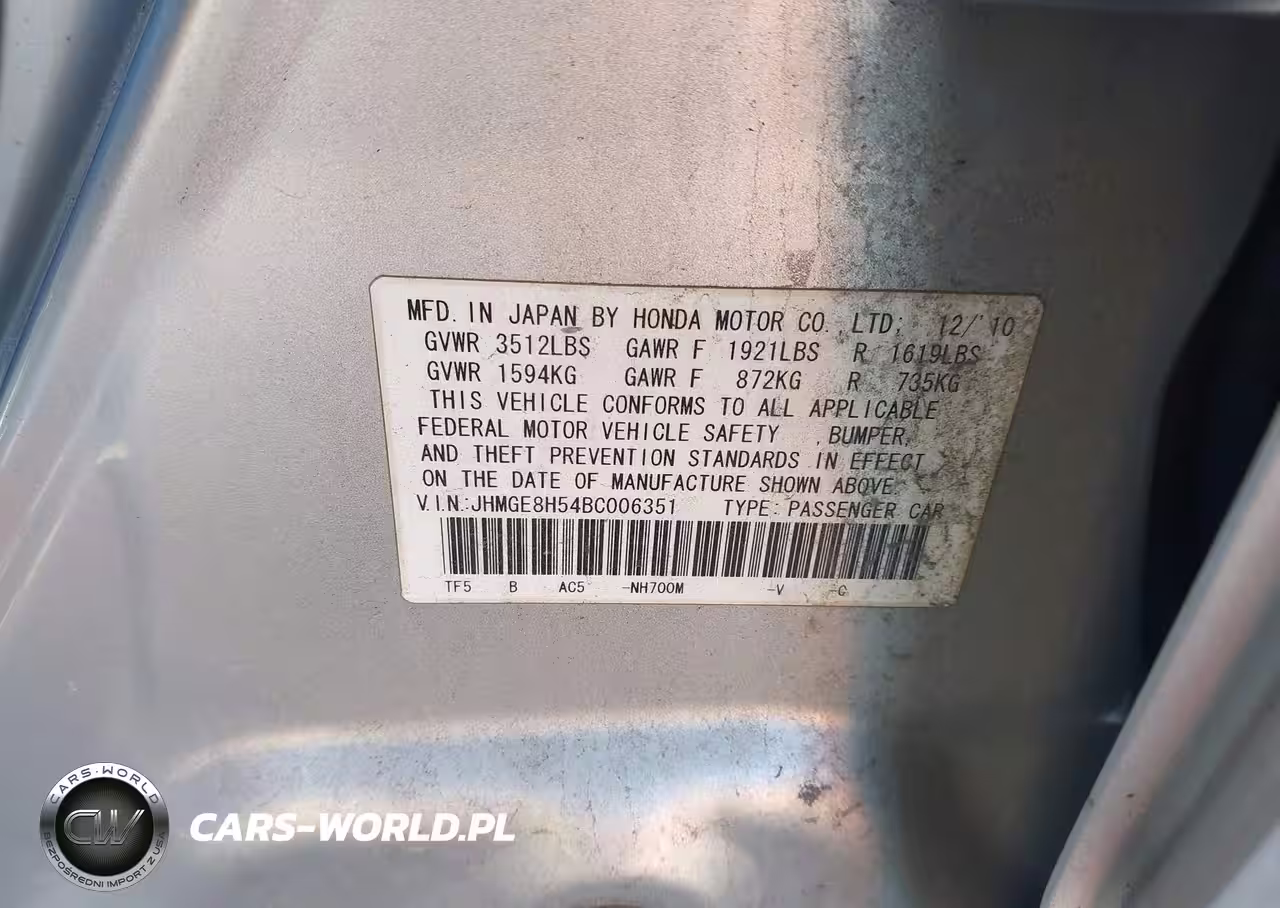 MFD. IN JAPAN BY HONDA MOTOR CO., LTD; 12/'10
GVWR 3512LBS GAWR F 1921LBS R 1619LBS
GVWR 1594KG GAWR F 872KG R 735KG
THIS VEHICLE CONFORMS TO ALL APPLICABLE
FEDERAL MOTOR VEHICLE SAFETY , BUMPER,
AND THEFT PREVENTION STANDARDS IN EFFECT
ON THE DATE OF MANUFACTURE SHOWN ABOVE.
V.I.N.:JHMGE8H54BC006351 TYPE: PASSENGER CAR
TF5 B AC5 -NH700M -V -C
CARS-WORLD
CW
BEZPOŚREDNI IMPORT Z USA
CARS-WORLD.PL